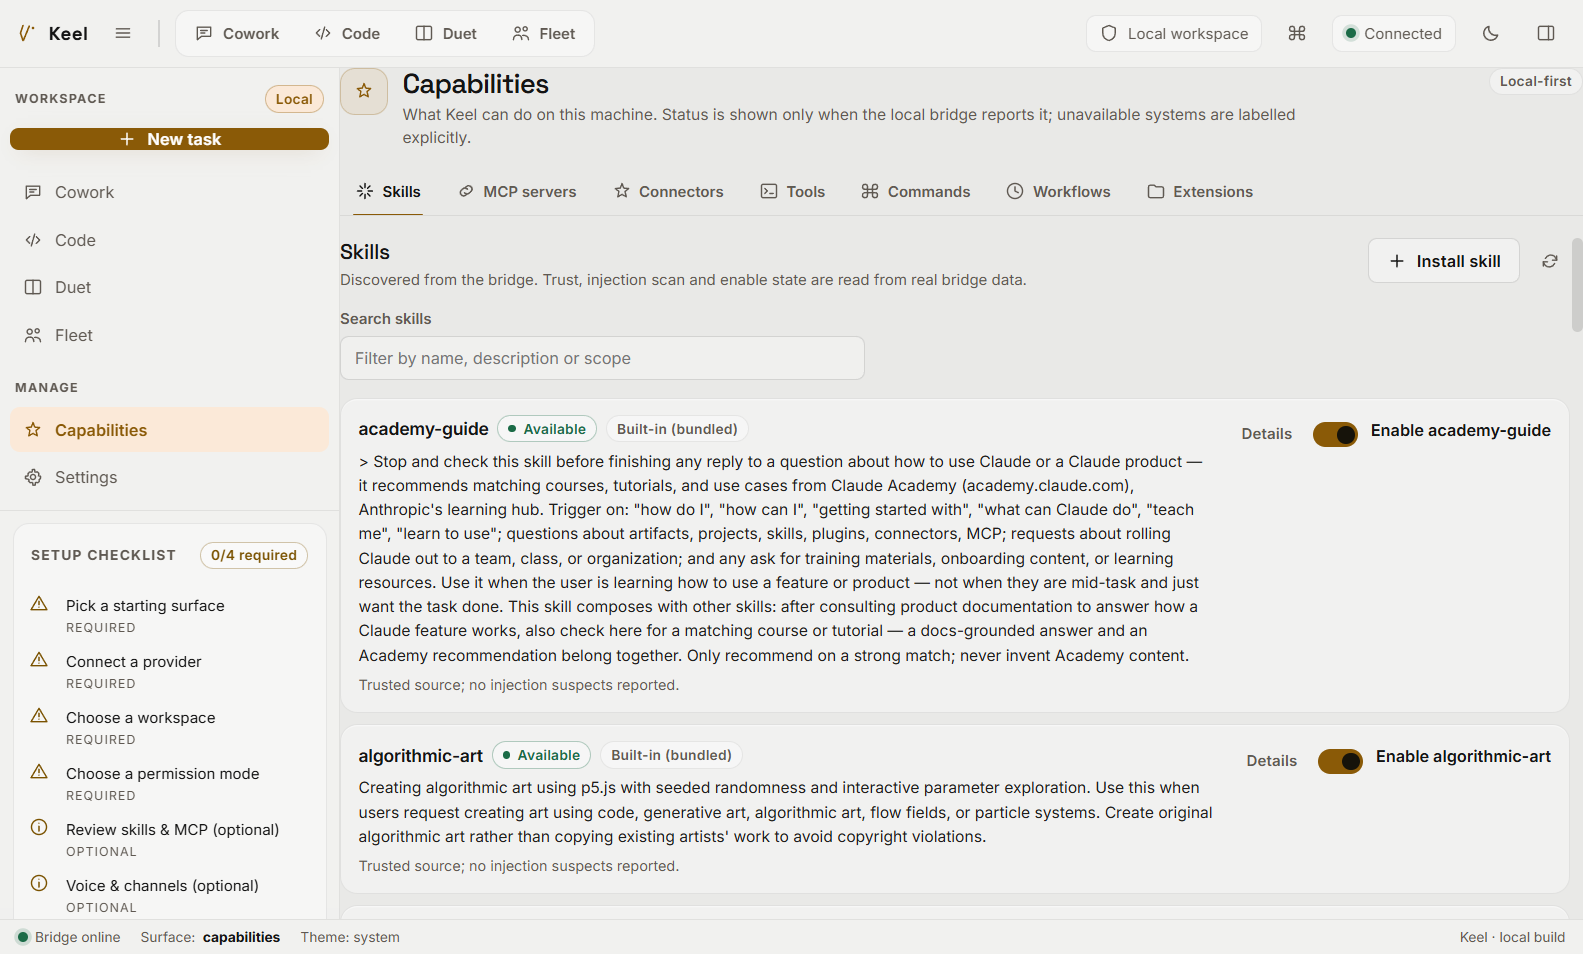 Keel
Cowork
Code
Duet
Fleet
Local workspace
Connected
WORKSPACE
Local
New task
Cowork
Code
Duet
Fleet
MANAGE
Capabilities
Settings
SETUP CHECKLIST
0/4 required
Pick a starting surface
REQUIRED
Connect a provider
REQUIRED
Choose a workspace
REQUIRED
Choose a permission mode
REQUIRED
Review skills & MCP (optional)
OPTIONAL
Voice & channels (optional)
OPTIONAL
Capabilities
Local-first
What Keel can do on this machine. Status is shown only when the local bridge reports it; unavailable systems are labelled
explicitly.
Skills
MCP servers
Connectors
Tools
Commands
Workflows
Extensions
Skills
Discovered from the bridge. Trust, injection scan and enable state are read from real bridge data.
Install skill
Search skills
Filter by name, description or scope
academy-guide
Available
Built-in (bundled)
Details
Enable academy-guide
> Stop and check this skill before finishing any reply to a question about how to use Claude or a Claude product —
it recommends matching courses, tutorials, and use cases from Claude Academy (academy.claude.com),
Anthropic's learning hub. Trigger on: "how do I", "how can I", "getting started with", "what can Claude do", "teach
me", "learn to use"; questions about artifacts, projects, skills, plugins, connectors, MCP; requests about rolling
Claude out to a team, class, or organization; and any ask for training materials, onboarding content, or learning
resources. Use it when the user is learning how to use a feature or product — not when they are mid-task and just
want the task done. This skill composes with other skills: after consulting product documentation to answer how a
Claude feature works, also check here for a matching course or tutorial — a docs-grounded answer and an
Academy recommendation belong together. Only recommend on a strong match; never invent Academy content.
Trusted source; no injection suspects reported.
algorithmic-art
Available
Built-in (bundled)
Details
Enable algorithmic-art
Creating algorithmic art using p5.js with seeded randomness and interactive parameter exploration. Use this when
users request creating art using code, generative art, algorithmic art, flow fields, or particle systems. Create original
algorithmic art rather than copying existing artists' work to avoid copyright violations.
Trusted source; no injection suspects reported.
Bridge online
Surface: capabilities
Theme: system
Keel · local build